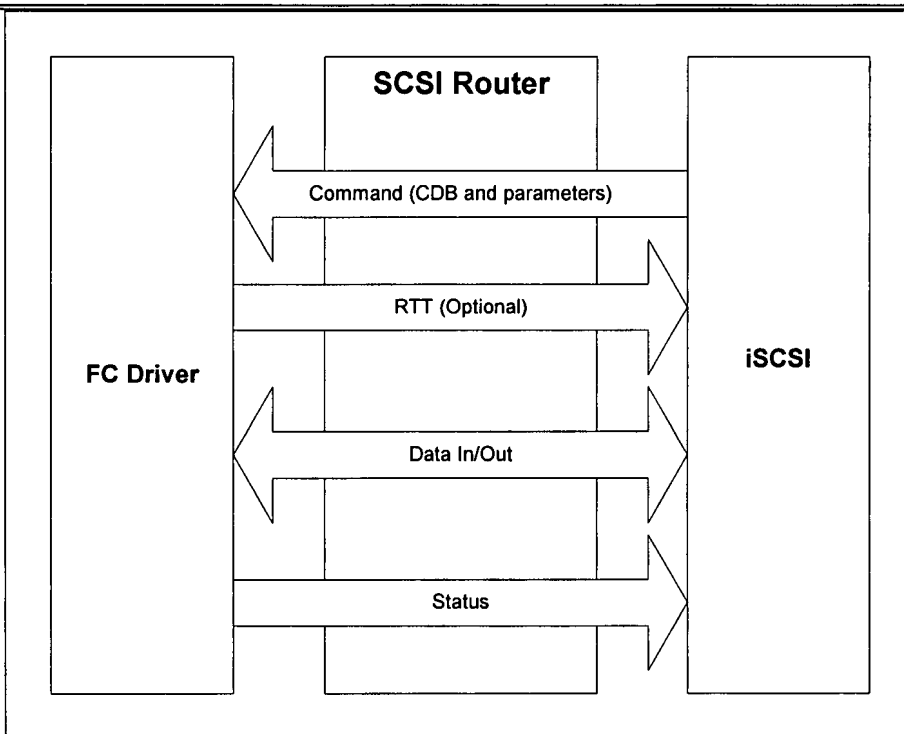 SCSI Router
Command (CDB and parameters)
RTT (Optional)
FC Driver
iSCSI
Data In/Out
Status